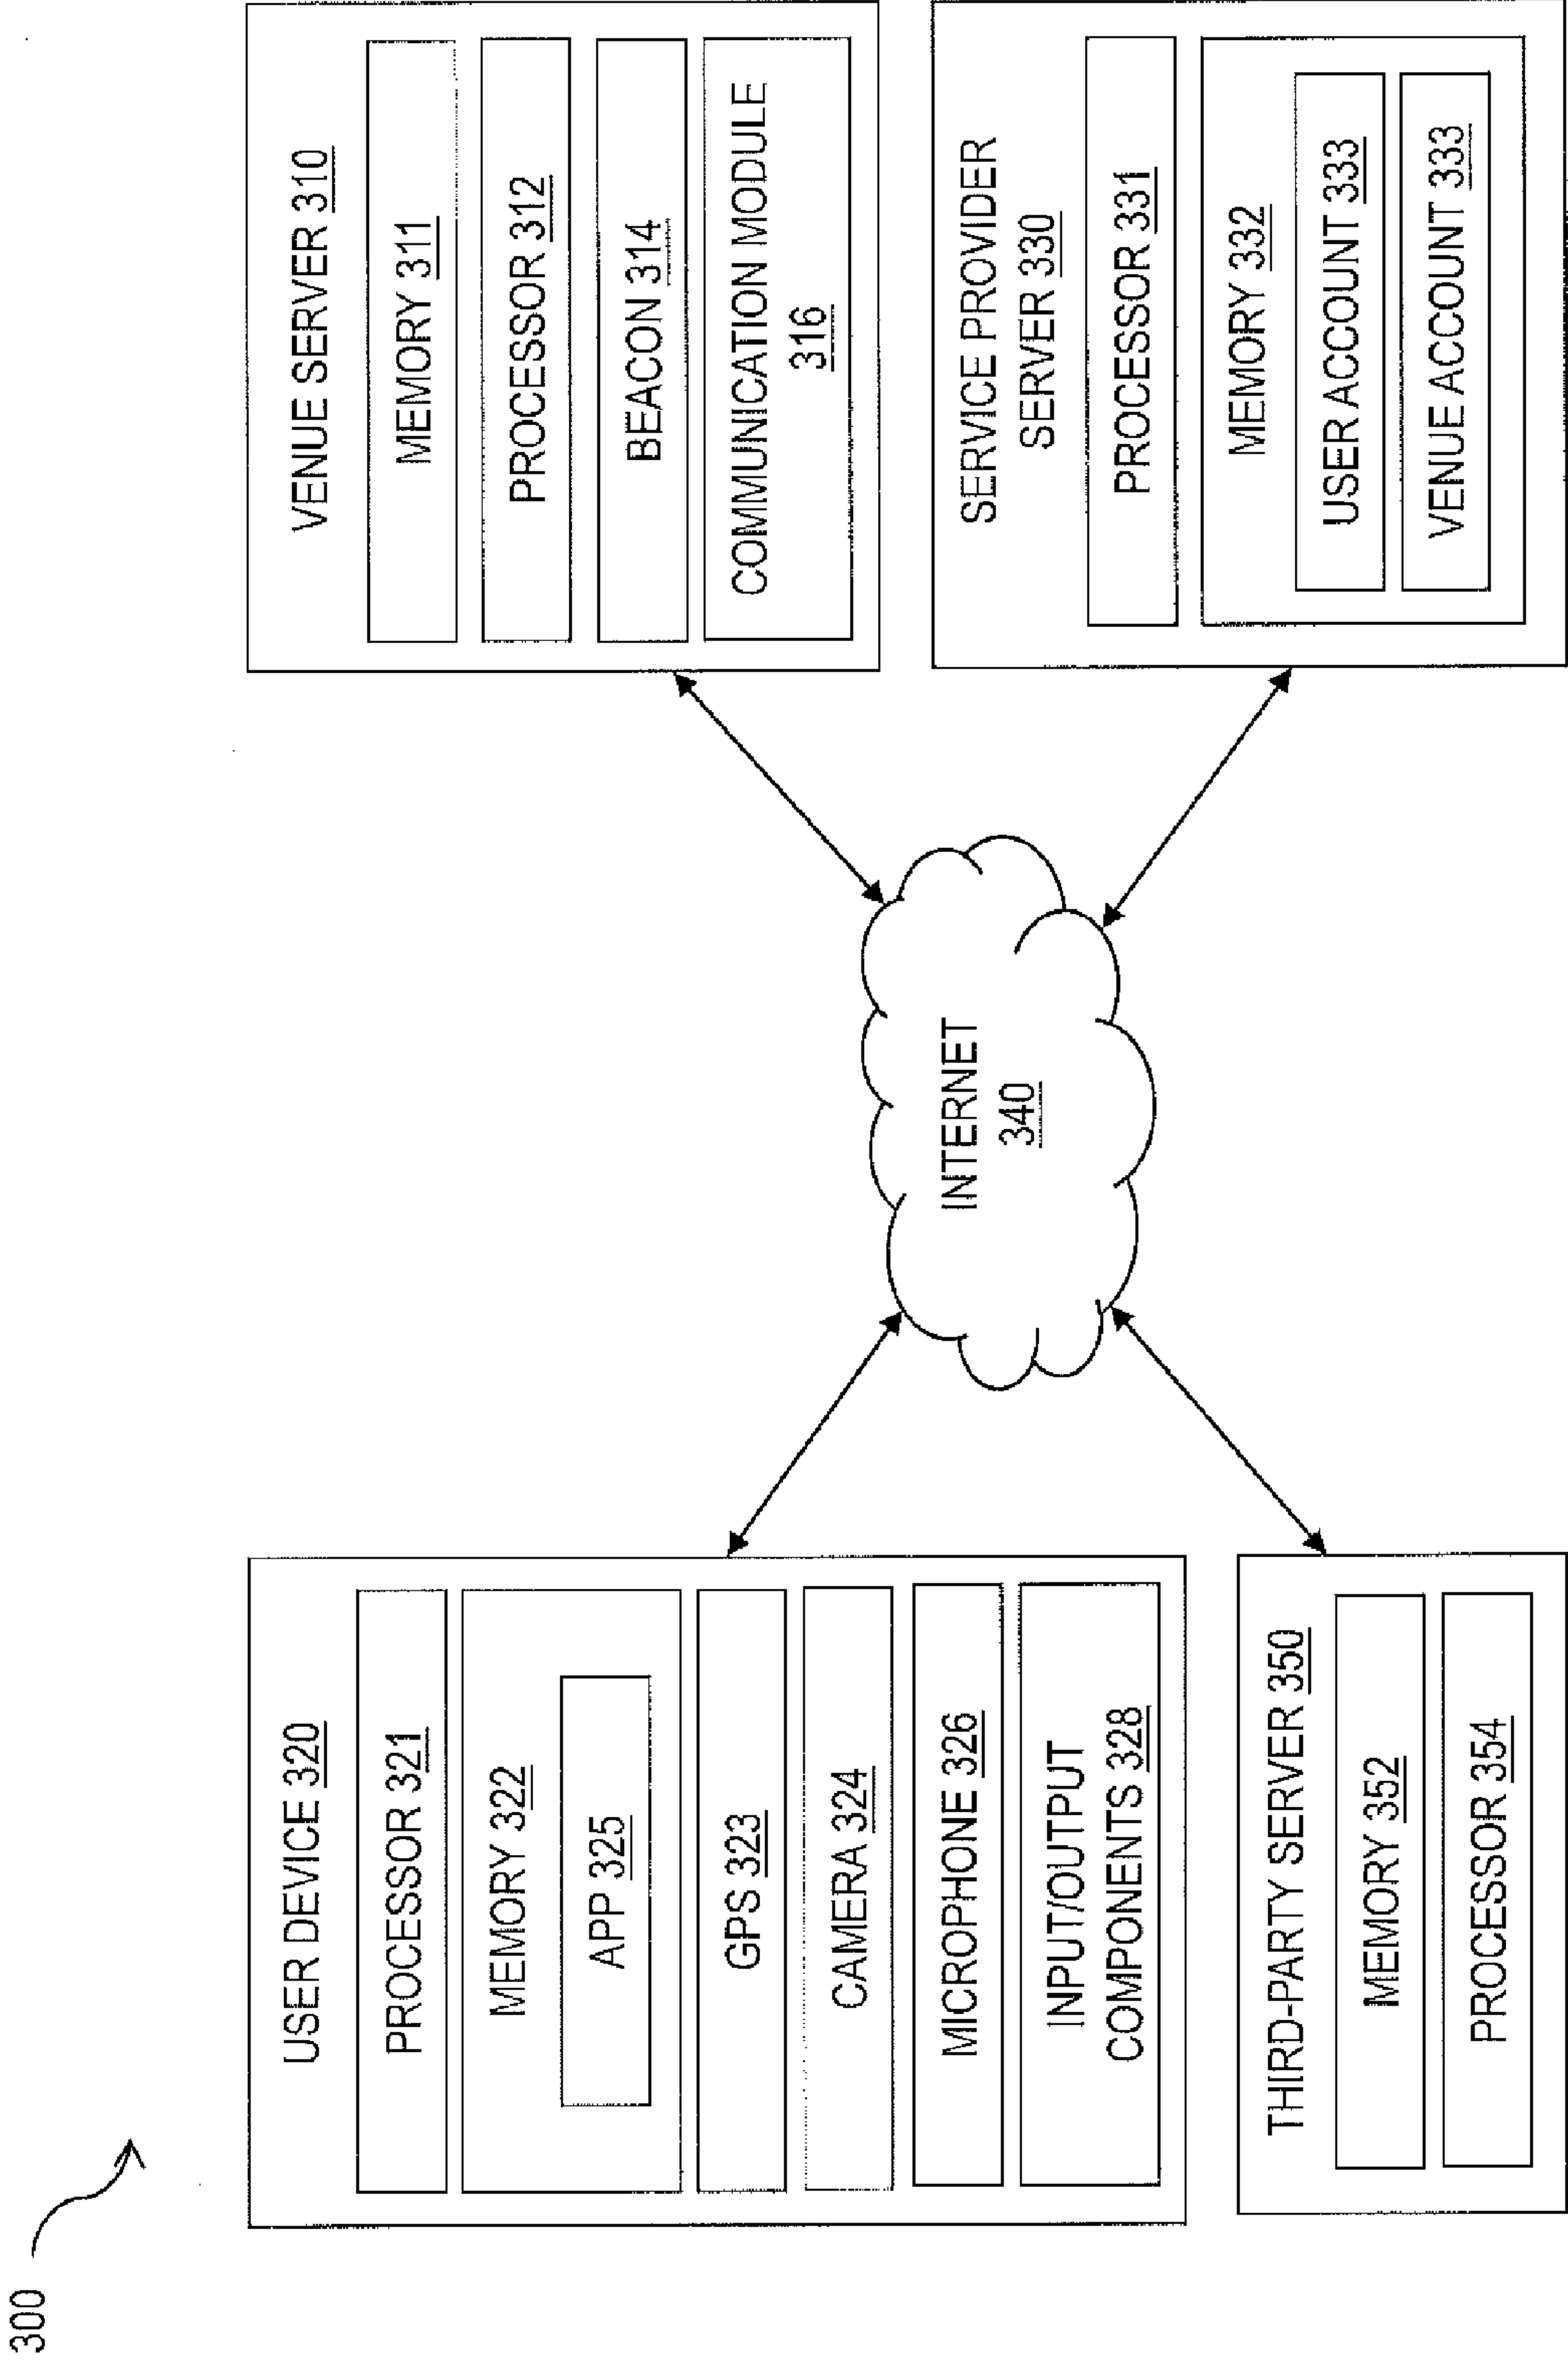 300
USER DEVICE 320
PROCESSOR 321
MEMORY 322
APP 325
GPS 323
CAMERA 324
MICROPHONE 326
INPUT/OUTPUT
COMPONENTS 328
THIRD-PARTY SERVER 350
MEMORY 352
PROCESSOR 354
INTERNET
340
VENUE SERVER 310
MEMORY 311
PROCESSOR 312
BEACON 314
COMMUNICATION MODULE
316
SERVICE PROVIDER
SERVER 330
PROCESSOR 331
MEMORY 332
USER ACCOUNT 333
VENUE ACCOUNT 333